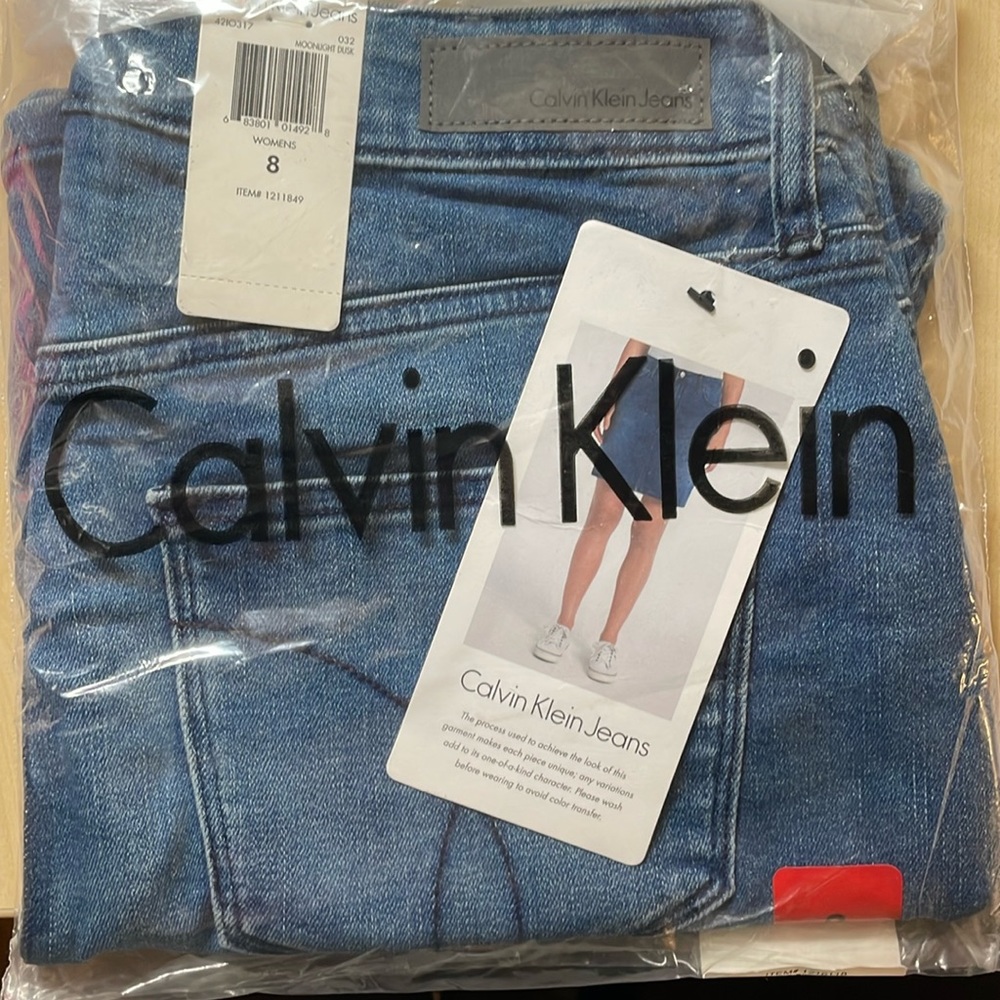 Klein Jeans
42IO317
032
MOONLIGHT DUSK
6 83801 01492 8
WOMENS
8
ITEM# 1211849
Calvin Klein Jeans
Calvin Klein
Calvin Klein Jeans
The process used to achieve the look of this
garment makes each piece unique; any variations
add to its one-of-a-kind character. Please wash
before wearing to avoid color transfer.
ITEM#